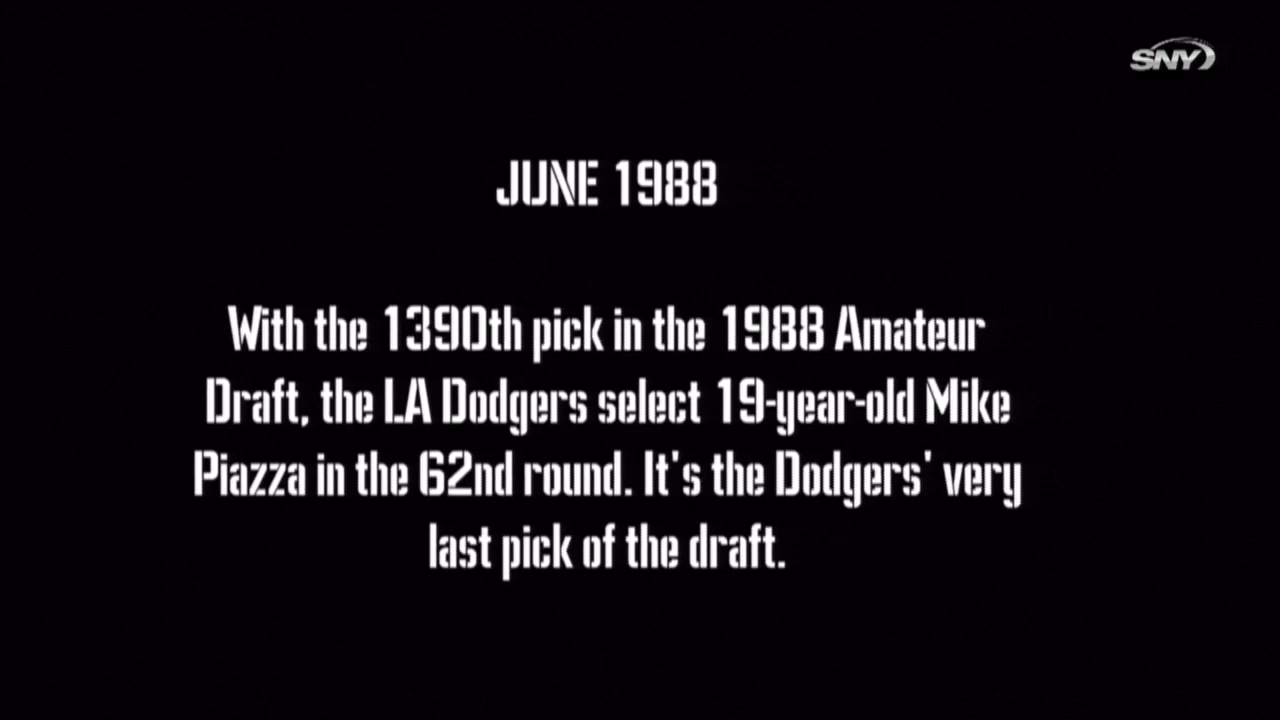 SNY
JUNE 1988
With the 1390th pick in the 1988 Amateur
Draft, the LA Dodgers select 19-year-old Mike
Piazza in the 62nd round. It's the Dodgers' very
last pick of the draft.